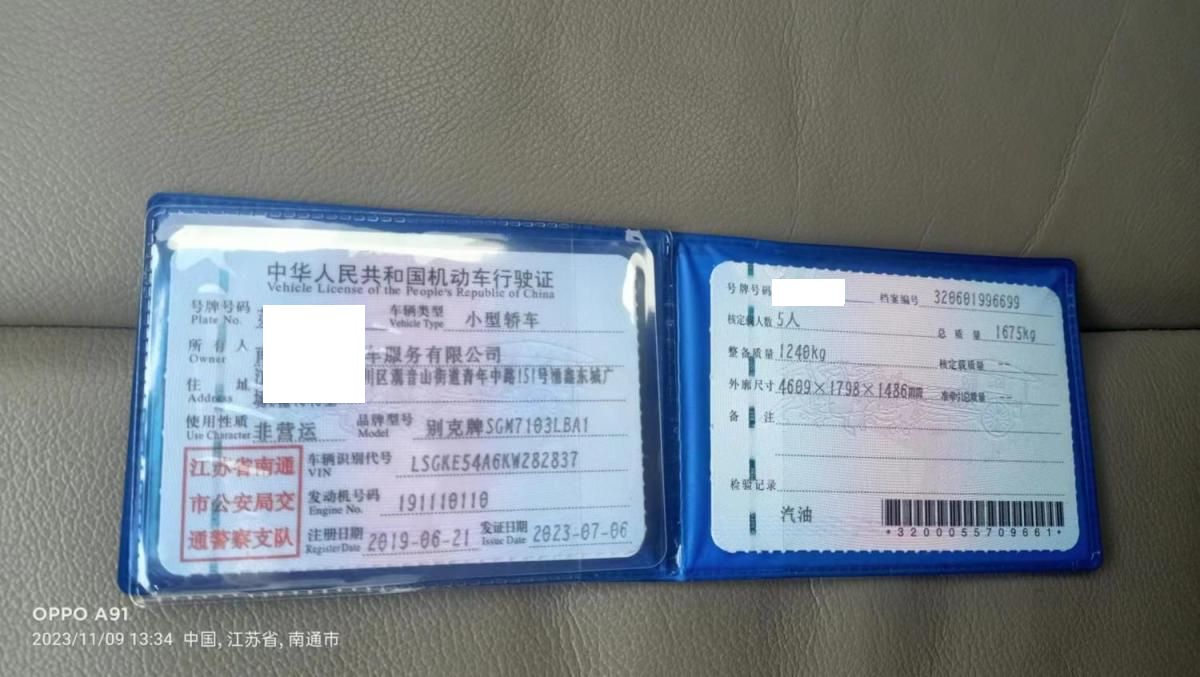 中华人民共和国机动车行驶证
Vehicle License of the People's Republic of China
号牌号码
Plate No.
车辆类型 小型轿车
Vehicle Type
所有人 车服务有限公司
Owner
住址 区观音山街道青年中路151号 东城广
Address
使用性质 非营运
Use Character
品牌型号 别克牌SGM7103LBA1
Model
江苏省南通
市公安局交
通警察支队
车辆识别代号 LSGKE54A6KW282837
VIN
发动机号码 191110110
Engine No.
注册日期 2019-06-21
Register Date
发证日期 2023-07-06
Issue Date
号牌号码
档案编号 320601996699
核定载人数 5人
总质量 1675kg
整备质量 1240kg
核定载质量 --
外廓尺寸 4609×1798×1486mm
准牵引总质量 --
备注
检验记录
汽油
*3200055709661*
OPPO A91
2023/11/09 13:34 中国, 江苏省, 南通市